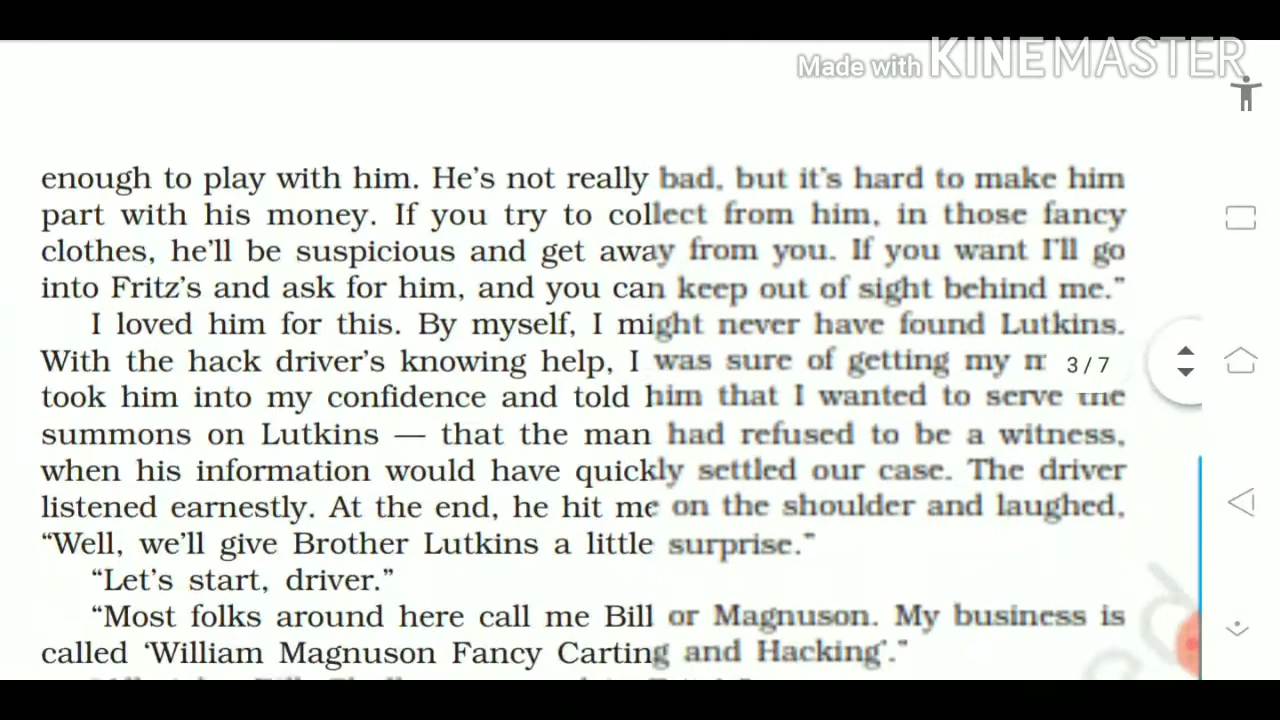 Made with KINEMASTER
enough to play with him. He's not really bad, but it's hard to make him
part with his money. If you try to collect from him, in those fancy
clothes, he'll be suspicious and get away from you. If you want I'll go
into Fritz's and ask for him, and you can keep out of sight behind me."
I loved him for this. By myself, I might never have found Lutkins.
With the hack driver's knowing help, I was sure of getting my
3 / 7
took him into my confidence and told him that I wanted to serve the
summons on Lutkins — that the man had refused to be a witness,
when his information would have quickly settled our case. The driver
listened earnestly. At the end, he hit me on the shoulder and laughed,
“Well, we'll give Brother Lutkins a little surprise.”
“Let's start, driver.”
“Most folks around here call me Bill or Magnuson. My business is
called ‘William Magnuson Fancy Carting and Hacking’.”